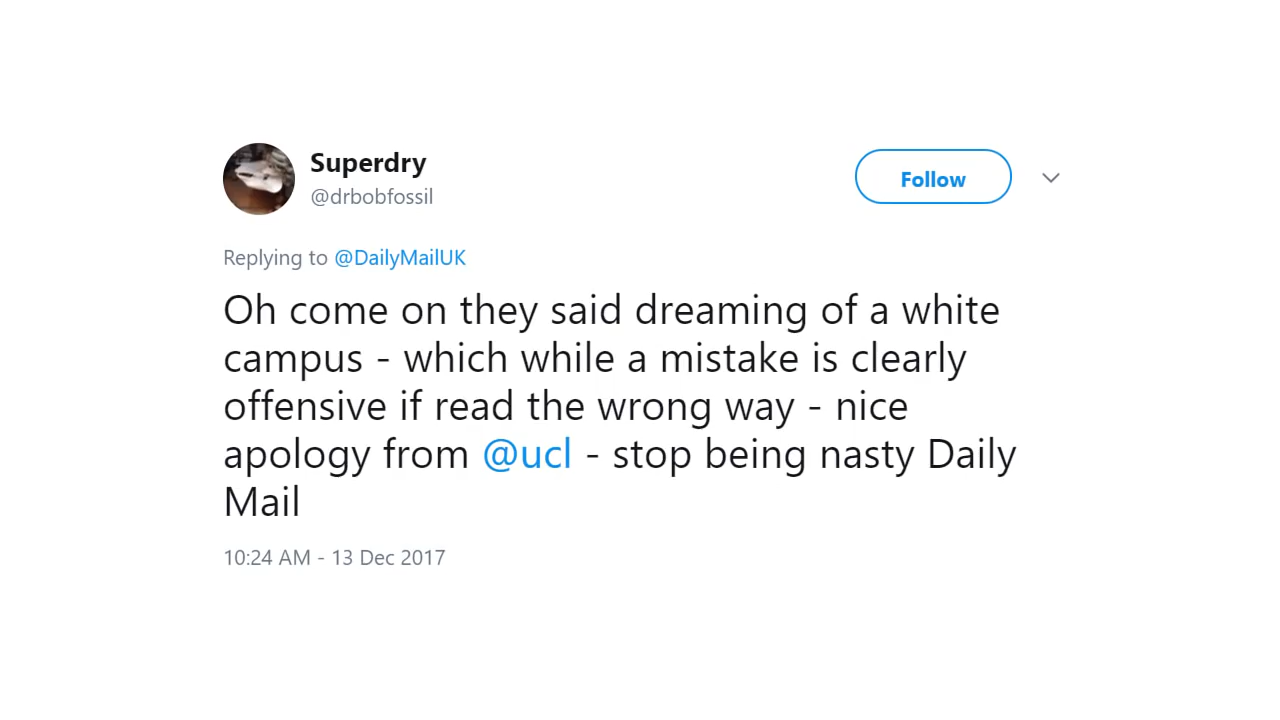 Superdry
@drbobfossil
Follow
Replying to @DailyMailUK
Oh come on they said dreaming of a white
campus - which while a mistake is clearly
offensive if read the wrong way - nice
apology from @ucl - stop being nasty Daily
Mail
10:24 AM - 13 Dec 2017